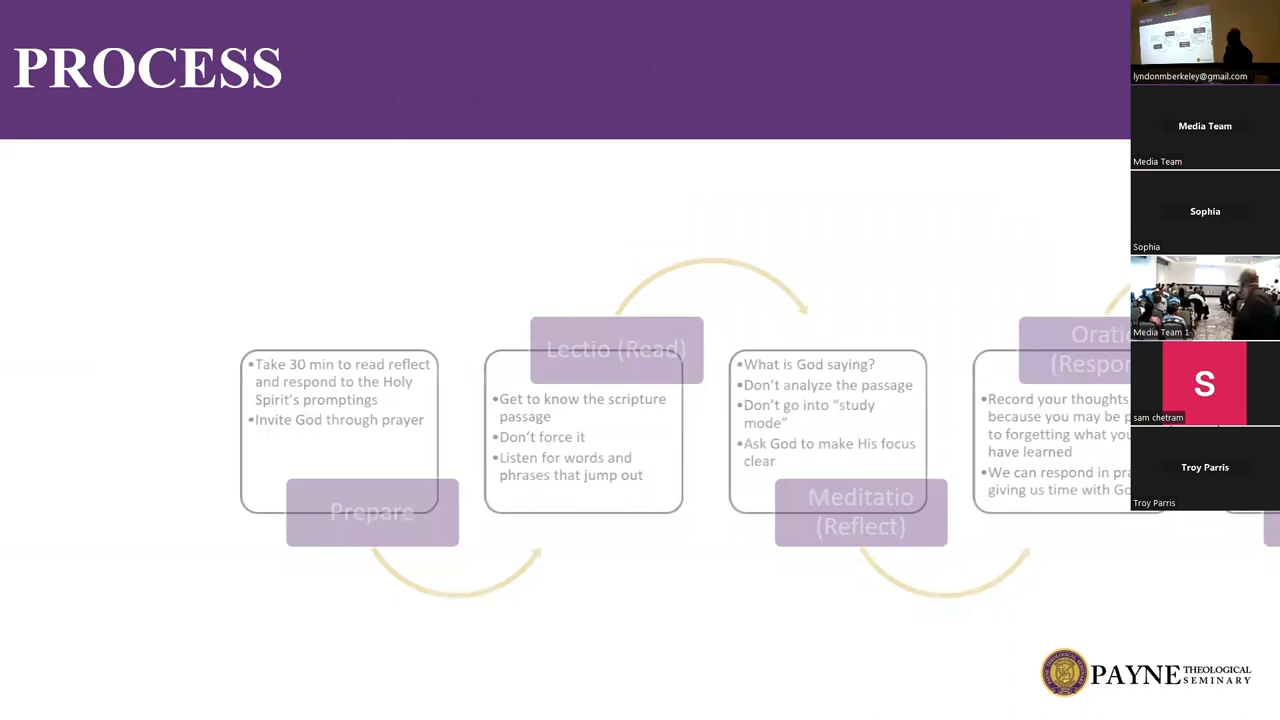 PROCESS
•Take 30 min to read reflect
and respond to the Holy
Spirit's promptings
•Invite God through prayer
Prepare
Lectio (Read)
•Get to know the scripture
passage
•Don't force it
•Listen for words and
phrases that jump out
•What is God saying?
•Don't analyze the passage
•Don't go into "study
mode"
•Ask God to make His focus
clear
Meditatio
(Reflect)
•Record your thoughts
because you may be
to forgetting what
have learned
•We can respond in
giving us time with
PAYNE THEOLOGICAL
SEMINARY
lyndonmberkeley@gmail.com
Media Team
Media Team
Sophia
Sophia
Media Team 1
S
sam chetram
Troy Parris
Troy Parris